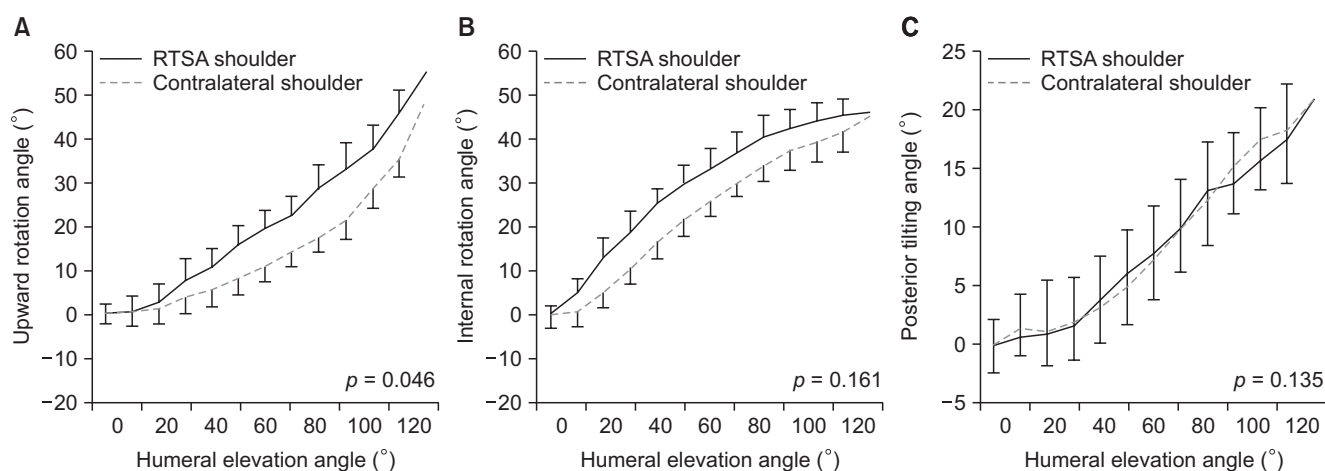 A
RTSA shoulder
Contralateral shoulder
Upward rotation angle (°)
60
50
40
30
20
10
0
−10
−20
p = 0.046
0 20 40 60 80 100 120
Humeral elevation angle (°)
B
RTSA shoulder
Contralateral shoulder
Internal rotation angle (°)
60
50
40
30
20
10
0
−10
−20
p = 0.161
0 20 40 60 80 100 120
Humeral elevation angle (°)
C
RTSA shoulder
Contralateral shoulder
Posterior tilting angle (°)
25
20
15
10
5
0
−5
p = 0.135
0 20 40 60 80 100 120
Humeral elevation angle (°)